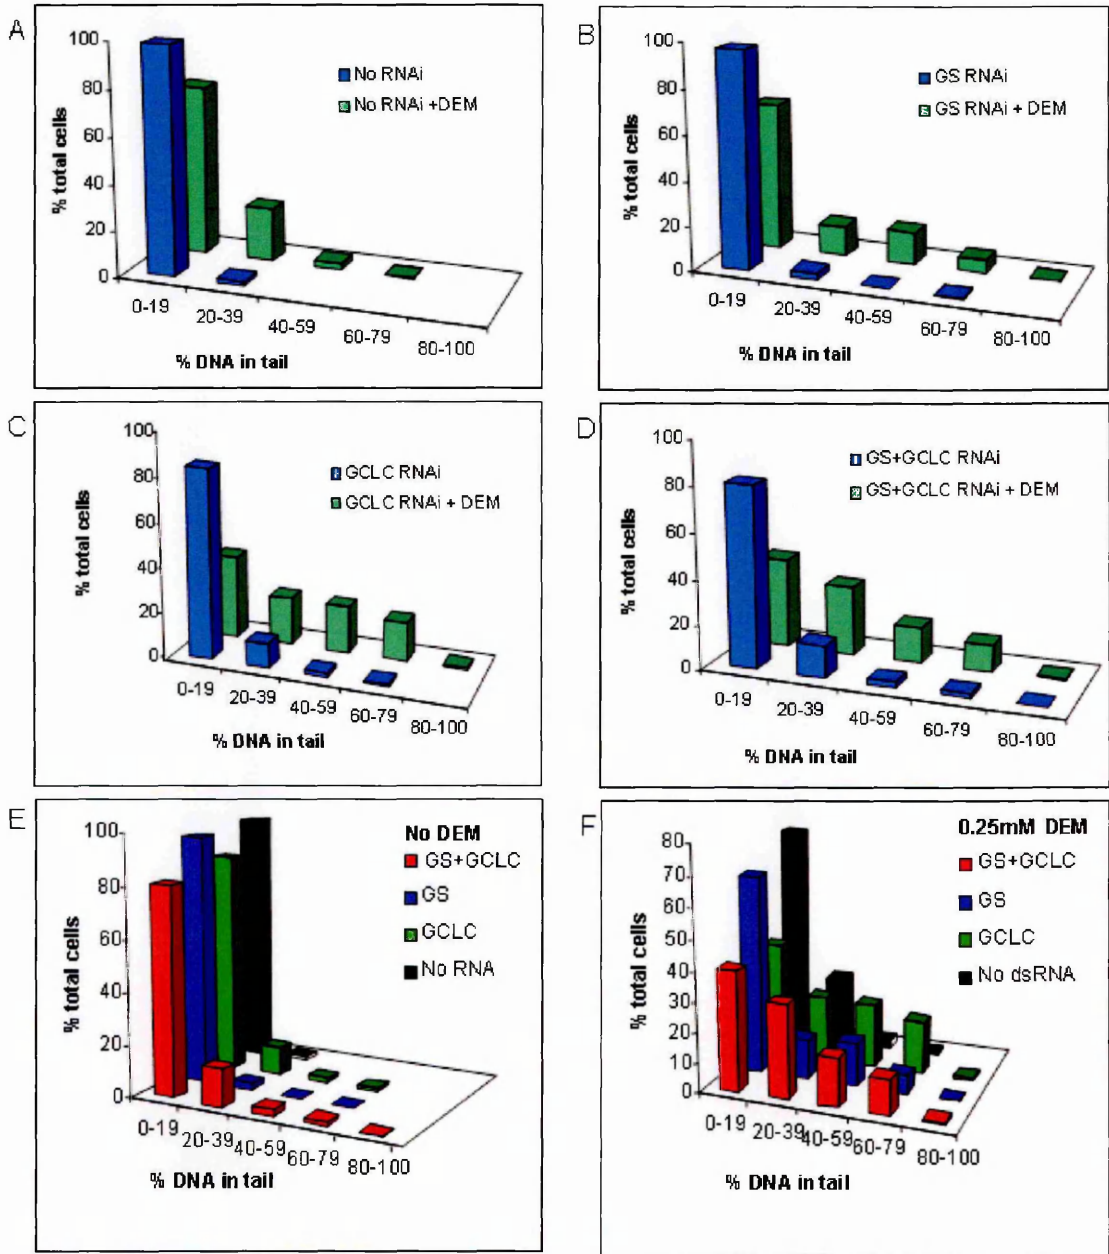 A
100
80
60
40
20
0
% total cells
No RNAi
No RNAi +DEM
0-19
20-39
40-59
60-79
80-100
% DNA in tail
B
100
80
60
40
20
0
% total cells
GS RNAi
GS RNAi + DEM
0-19
20-39
40-59
60-79
80-100
% DNA in tail
C
100
80
60
40
20
0
% total cells
GCLC RNAi
GCLC RNAi + DEM
0-19
20-39
40-59
60-79
80-100
% DNA in tail
D
100
80
60
40
20
0
% total cells
GS+GCLC RNAi
GS+GCLC RNAi + DEM
0-19
20-39
40-59
60-79
80-100
% DNA in tail
E
100
80
60
40
20
0
% total cells
No DEM
GS+GCLC
GS
GCLC
No RNA
0-19
20-39
40-59
60-79
80-100
% DNA in tail
F
80
70
60
50
40
30
20
10
0
% total cells
0.25mM DEM
GS+GCLC
GS
GCLC
No dsRNA
0-19
20-39
40-59
60-79
80-100
% DNA in tail